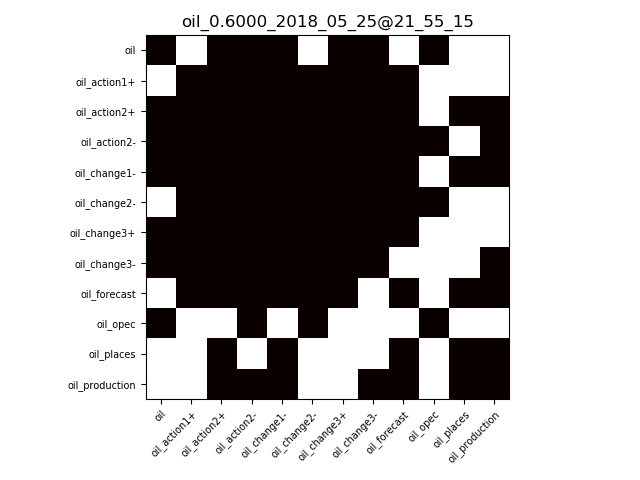 oil_0.6000_2018_05_25@21_55_15
oil
oil_action1+
oil_action2+
oil_action2-
oil_change1-
oil_change2-
oil_change3+
oil_change3-
oil_forecast
oil_opec
oil_places
oil_production
oil
oil_action1+
oil_action2+
oil_action2-
oil_change1-
oil_change2-
oil_change3+
oil_change3-
oil_forecast
oil_opec
oil_places
oil_production